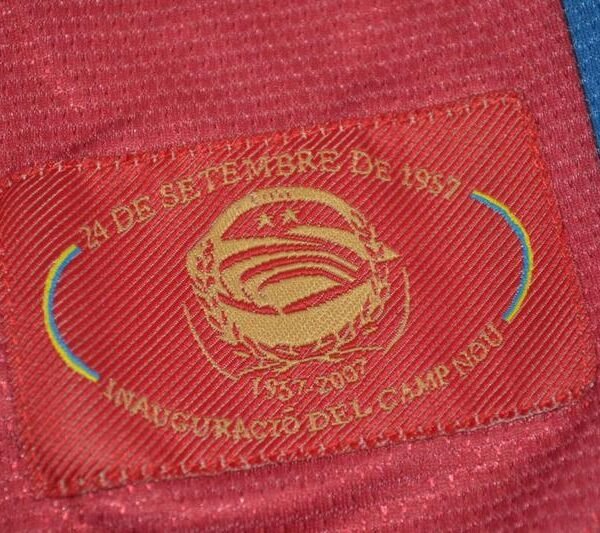 24 DE SETEMBRE DE 1957
1957-2007
INAUGURACIÓ DEL CAMP NOU